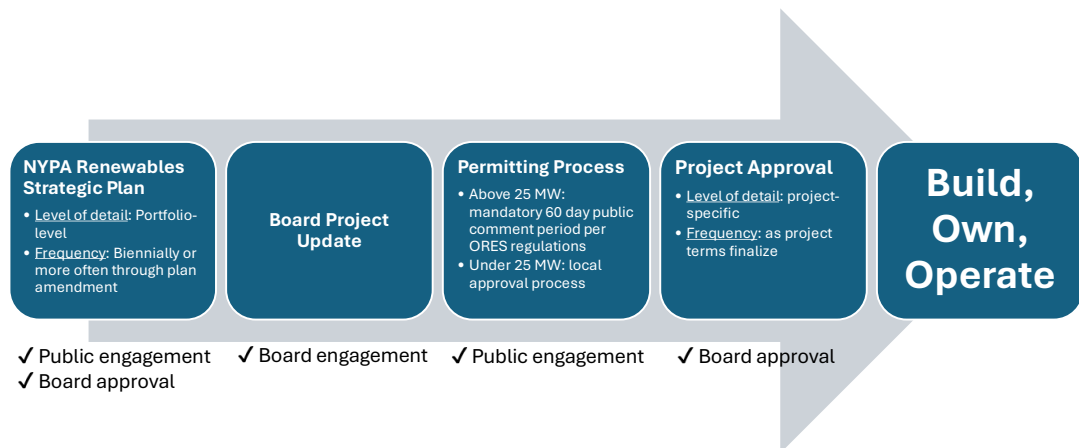 NYPA Renewables
Strategic Plan
• Level of detail: Portfolio-
level
• Frequency: Biennially or
more often through plan
amendment
✓ Public engagement
✓ Board approval
Board Project
Update
✓ Board engagement
Permitting Process
• Above 25 MW:
mandatory 60 day public
comment period per
ORES regulations
• Under 25 MW: local
approval process
✓ Public engagement
Project Approval
• Level of detail: project-
specific
• Frequency: as project
terms finalize
✓ Board approval
Build,
Own,
Operate